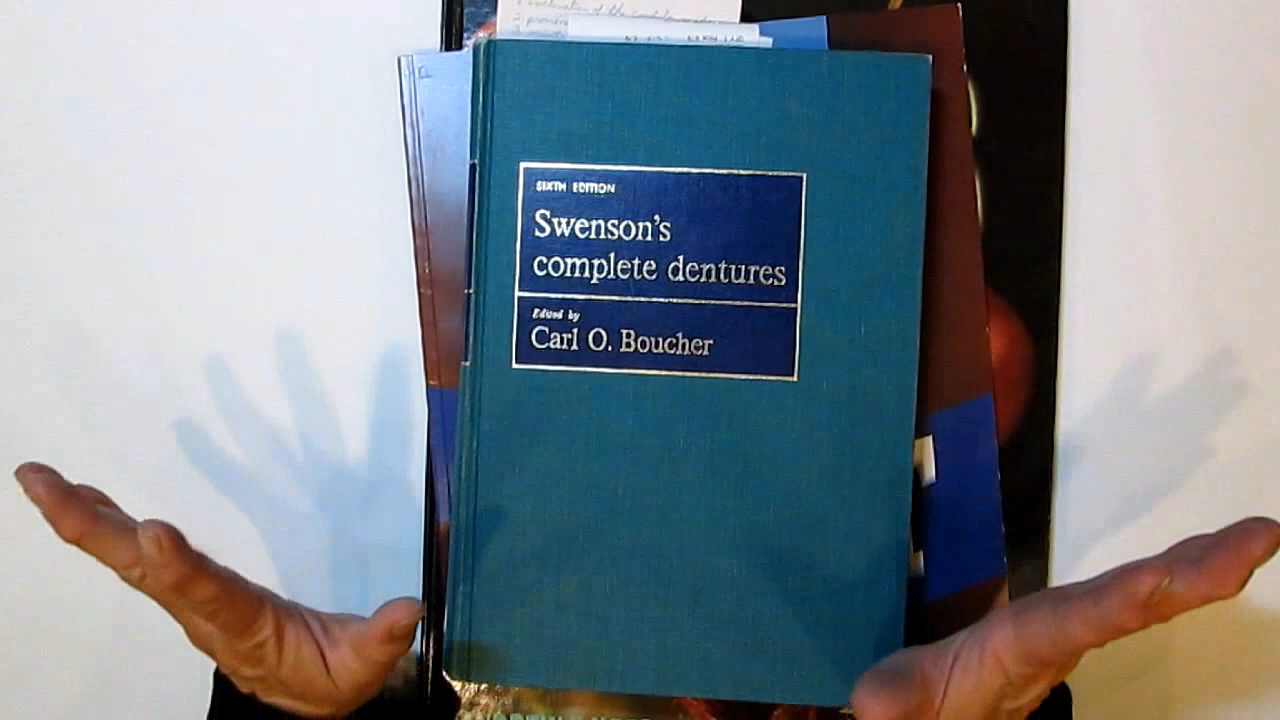 SIXTH EDITION
Swenson's
complete dentures
Edited by
Carl O. Boucher